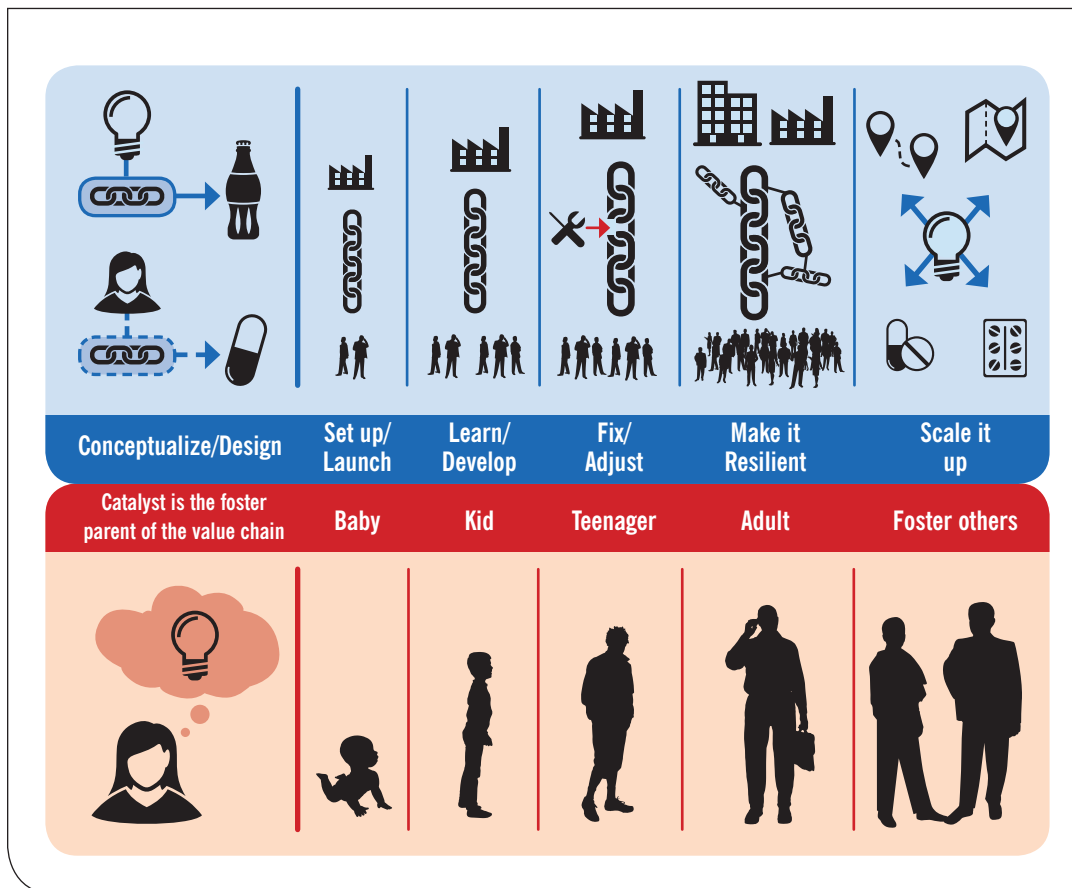 Conceptualize/Design
Set up/
Launch
Learn/
Develop
Fix/
Adjust
Make it
Resilient
Scale it
up
Catalyst is the foster
parent of the value chain
Baby
Kid
Teenager
Adult
Foster others